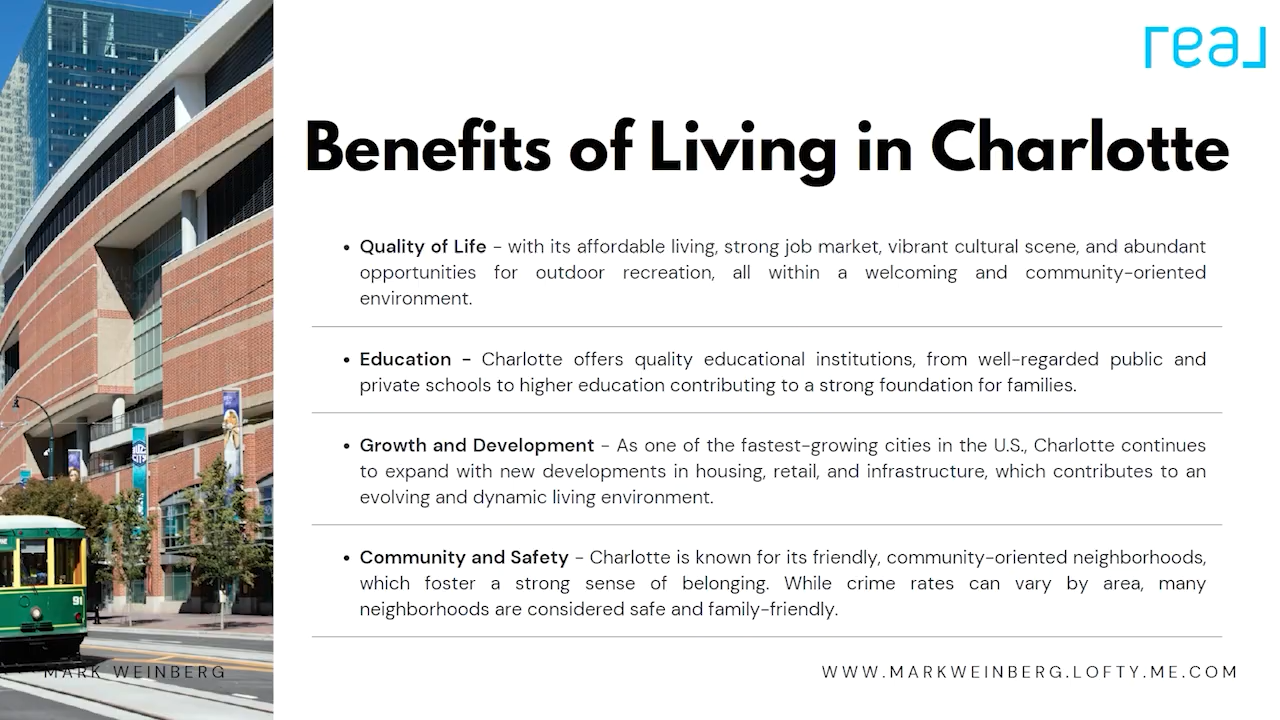 real
Benefits of Living in Charlotte
• Quality of Life - with its affordable living, strong job market, vibrant cultural scene, and abundant
opportunities for outdoor recreation, all within a welcoming and community-oriented
environment.
• Education - Charlotte offers quality educational institutions, from well-regarded public and
private schools to higher education contributing to a strong foundation for families.
• Growth and Development - As one of the fastest-growing cities in the U.S., Charlotte continues
to expand with new developments in housing, retail, and infrastructure, which contributes to an
evolving and dynamic living environment.
• Community and Safety - Charlotte is known for its friendly, community-oriented neighborhoods,
which foster a strong sense of belonging. While crime rates can vary by area, many
neighborhoods are considered safe and family-friendly.
91
MARK WEINBERG
WWW.MARKWEINBERG.LOFTY.ME.COM